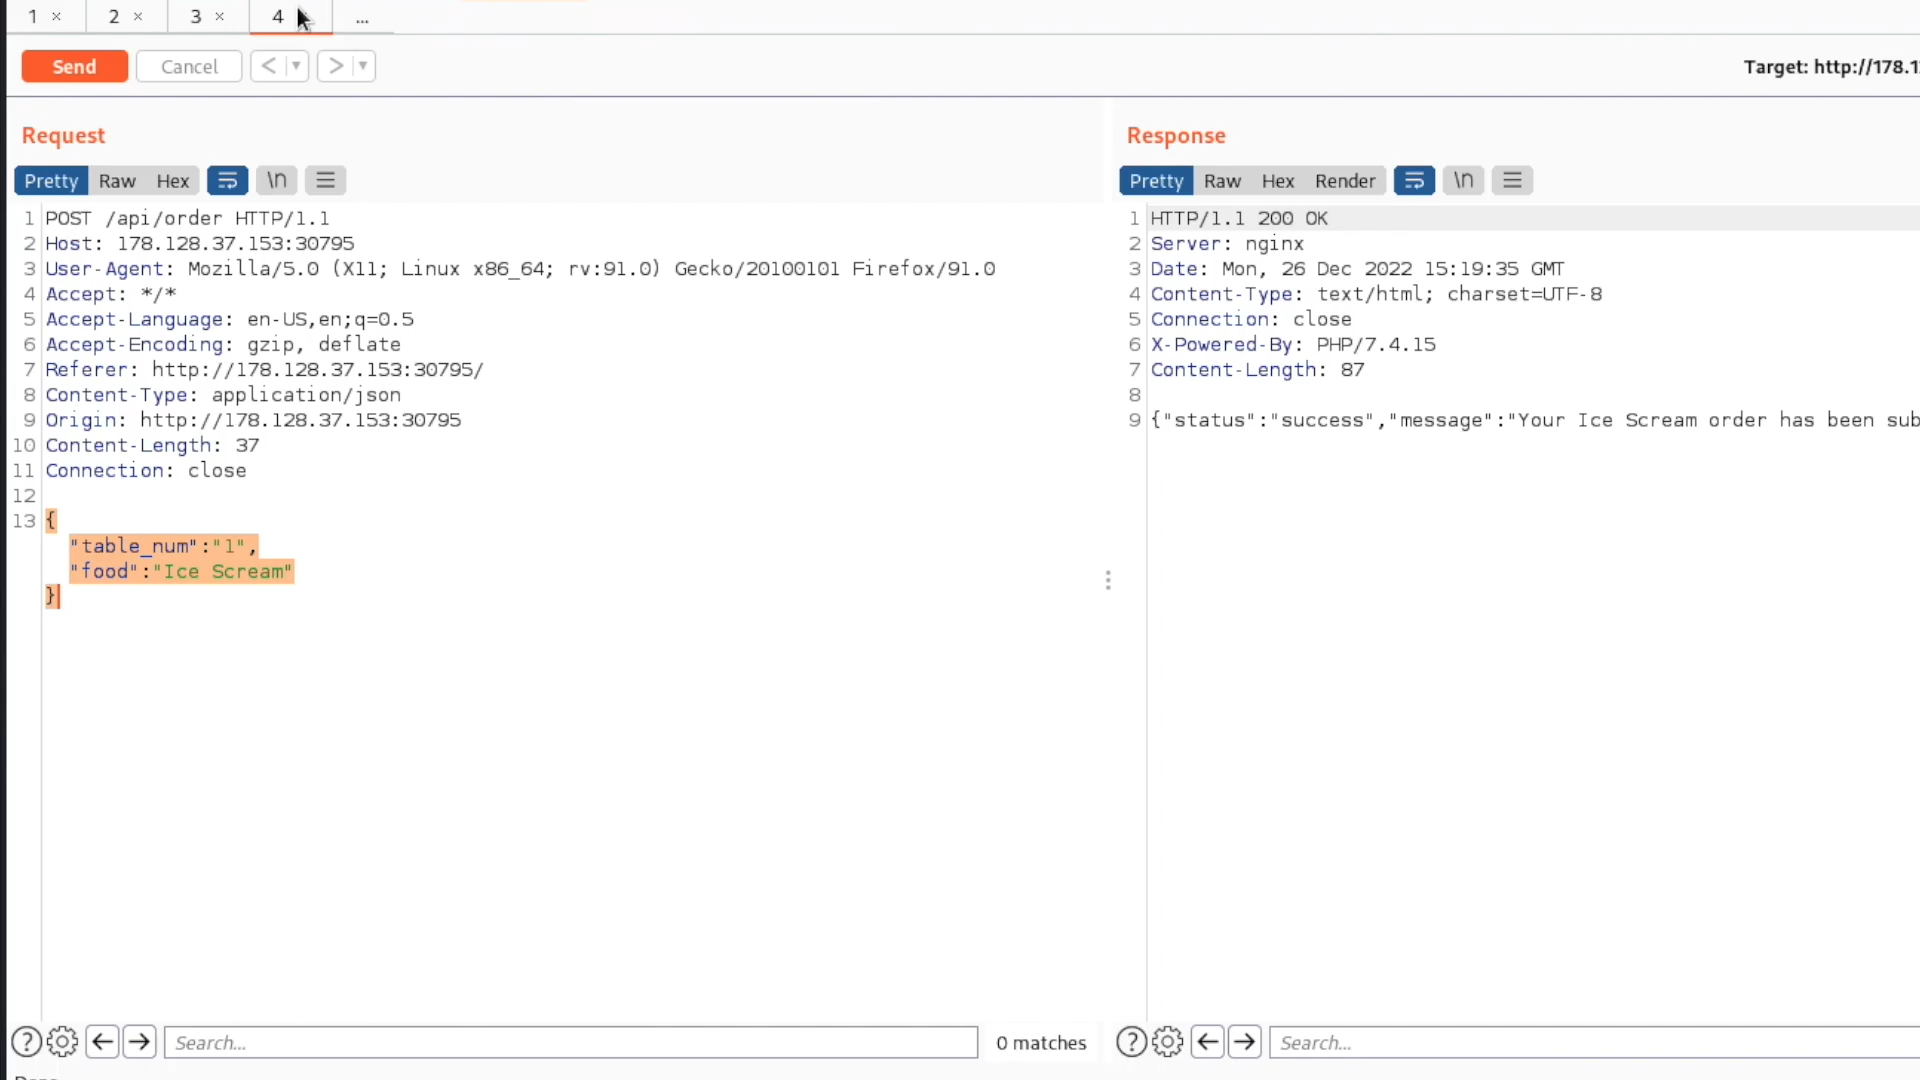 1 × 2 × 3 × 4 ...
Send Cancel < >
Target: http://178.1
Request
Pretty Raw Hex \n
1 POST /api/order HTTP/1.1
2 Host: 178.128.37.153:30795
3 User-Agent: Mozilla/5.0 (X11; Linux x86_64; rv:91.0) Gecko/20100101 Firefox/91.0
4 Accept: */*
5 Accept-Language: en-US,en;q=0.5
6 Accept-Encoding: gzip, deflate
7 Referer: http://178.128.37.153:30795/
8 Content-Type: application/json
9 Origin: http://178.128.37.153:30795
10 Content-Length: 37
11 Connection: close
12
13 {
"table_num":"1",
"food":"Ice Scream"
}
Search...
0 matches
Response
Pretty Raw Hex Render \n
1 HTTP/1.1 200 OK
2 Server: nginx
3 Date: Mon, 26 Dec 2022 15:19:35 GMT
4 Content-Type: text/html; charset=UTF-8
5 Connection: close
6 X-Powered-By: PHP/7.4.15
7 Content-Length: 87
8
9 {"status":"success","message":"Your Ice Scream order has been sub
Search...